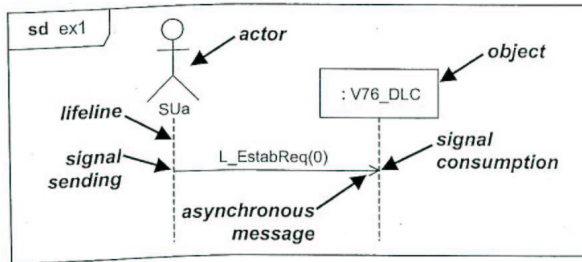 sd ex1
actor
object
: V76_DLC
SUa
lifeline
signal
sending
L_EstabReq(0)
signal
consumption
asynchronous
message